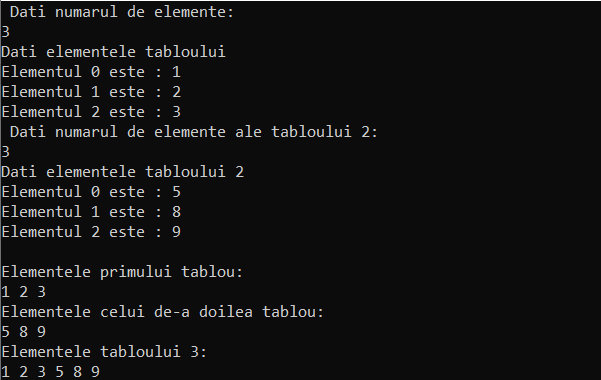 Dati numarul de elemente:
3
Dati elementele tabloului
Elementul 0 este : 1
Elementul 1 este : 2
Elementul 2 este : 3
Dati numarul de elemente ale tabloului 2:
3
Dati elementele tabloului 2
Elementul 0 este : 5
Elementul 1 este : 8
Elementul 2 este : 9
Elementele primului tablou:
1 2 3
Elementele celui de-a doilea tablou:
5 8 9
Elementele tabloului 3:
1 2 3 5 8 9